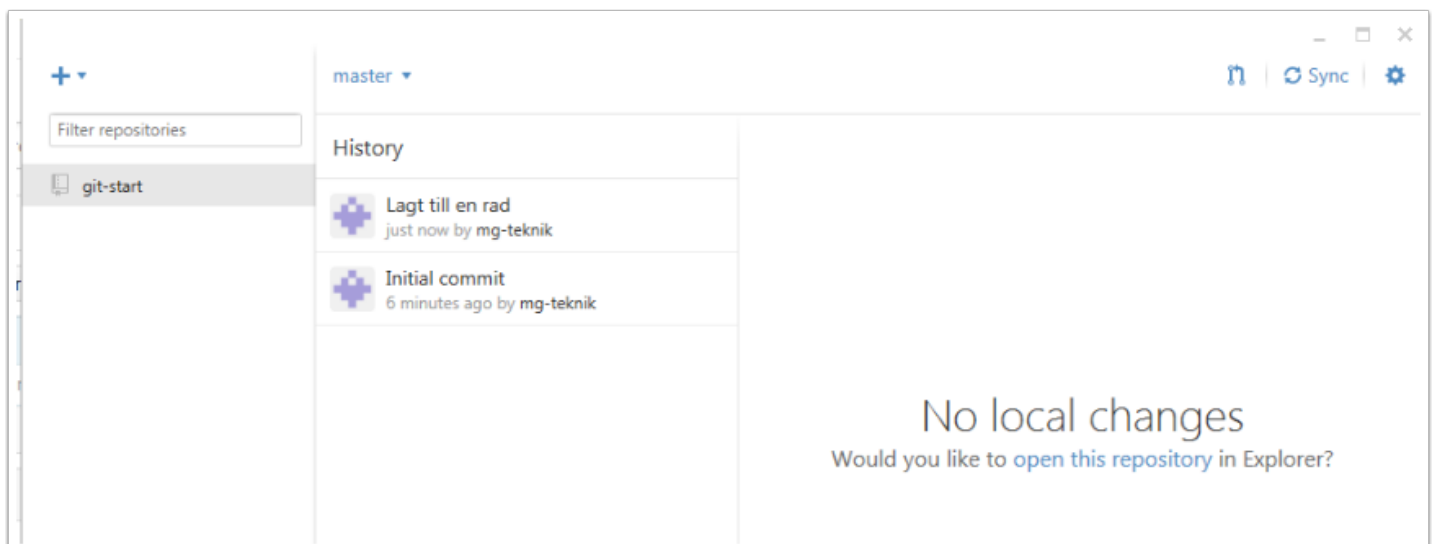 master
Sync
Filter repositories
git-start
History
Lagt till en rad
just now by mg-teknik
Initial commit
6 minutes ago by mg-teknik
No local changes
Would you like to open this repository in Explorer?